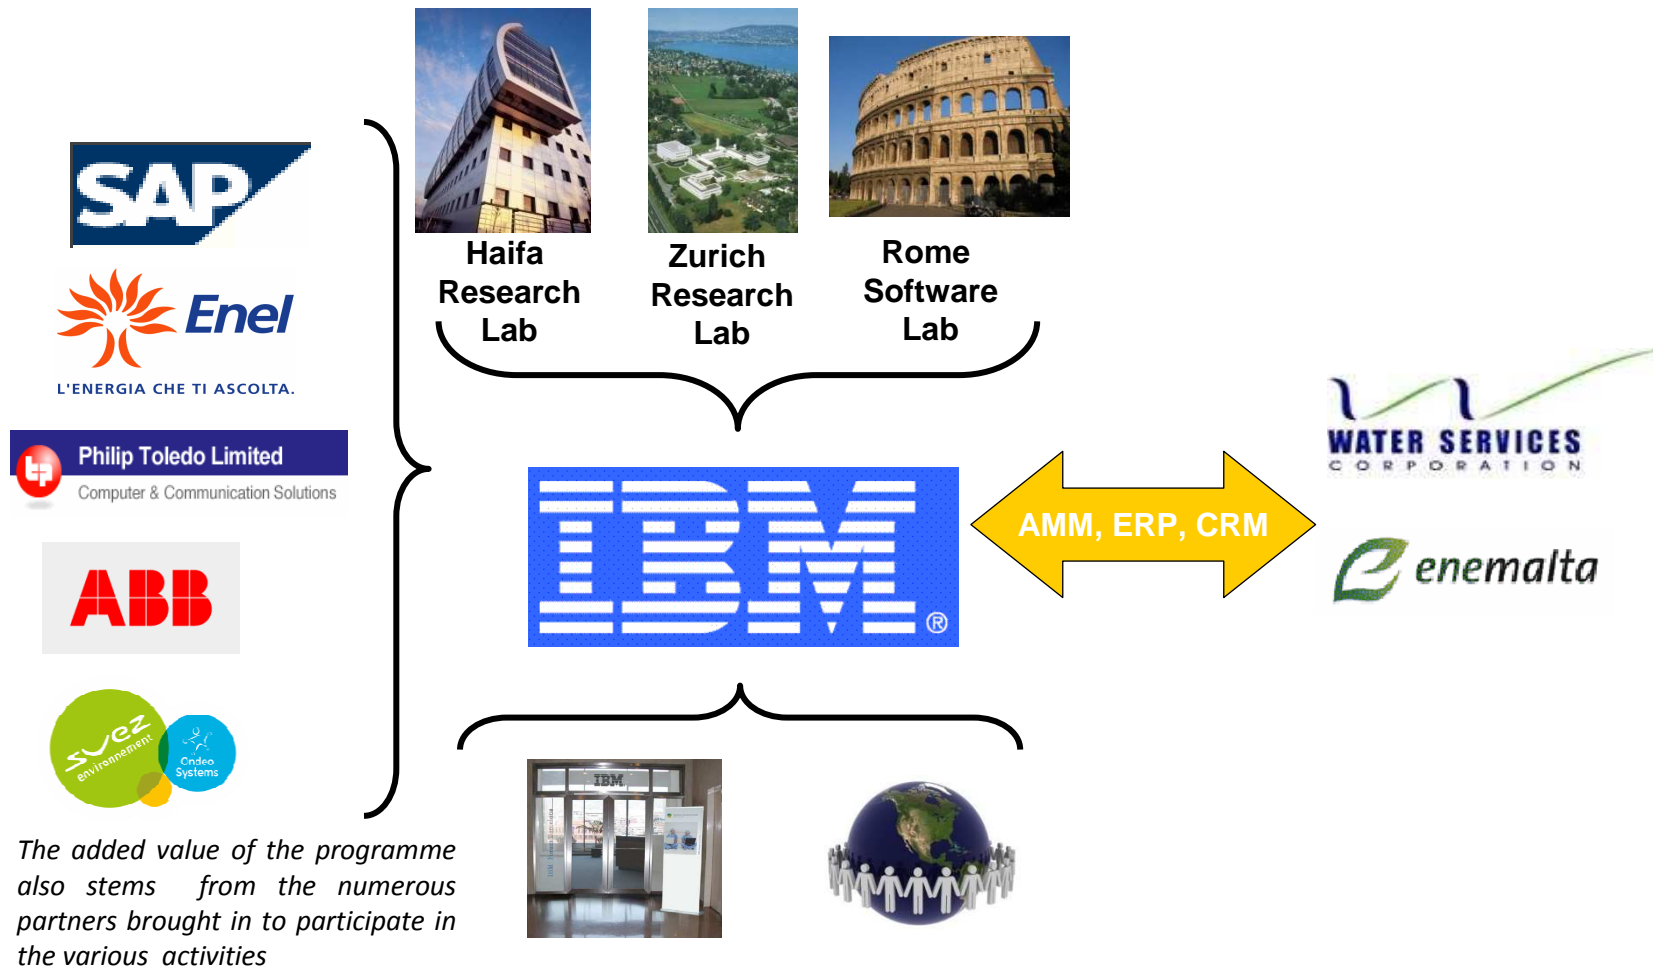 SAP
Enel
L'ENERGIA CHE TI ASCOLTA.
tp
Philip Toledo Limited
Computer & Communication Solutions
ABB
suez
environnement
Ondeo
Systems
The added value of the programme
also stems from the numerous
partners brought in to participate in
the various activities
Haifa
Research
Lab
Zurich
Research
Lab
Rome
Software
Lab
IBM®
IBM
AMM, ERP, CRM
WATER SERVICES
CORPORATION
enemalta